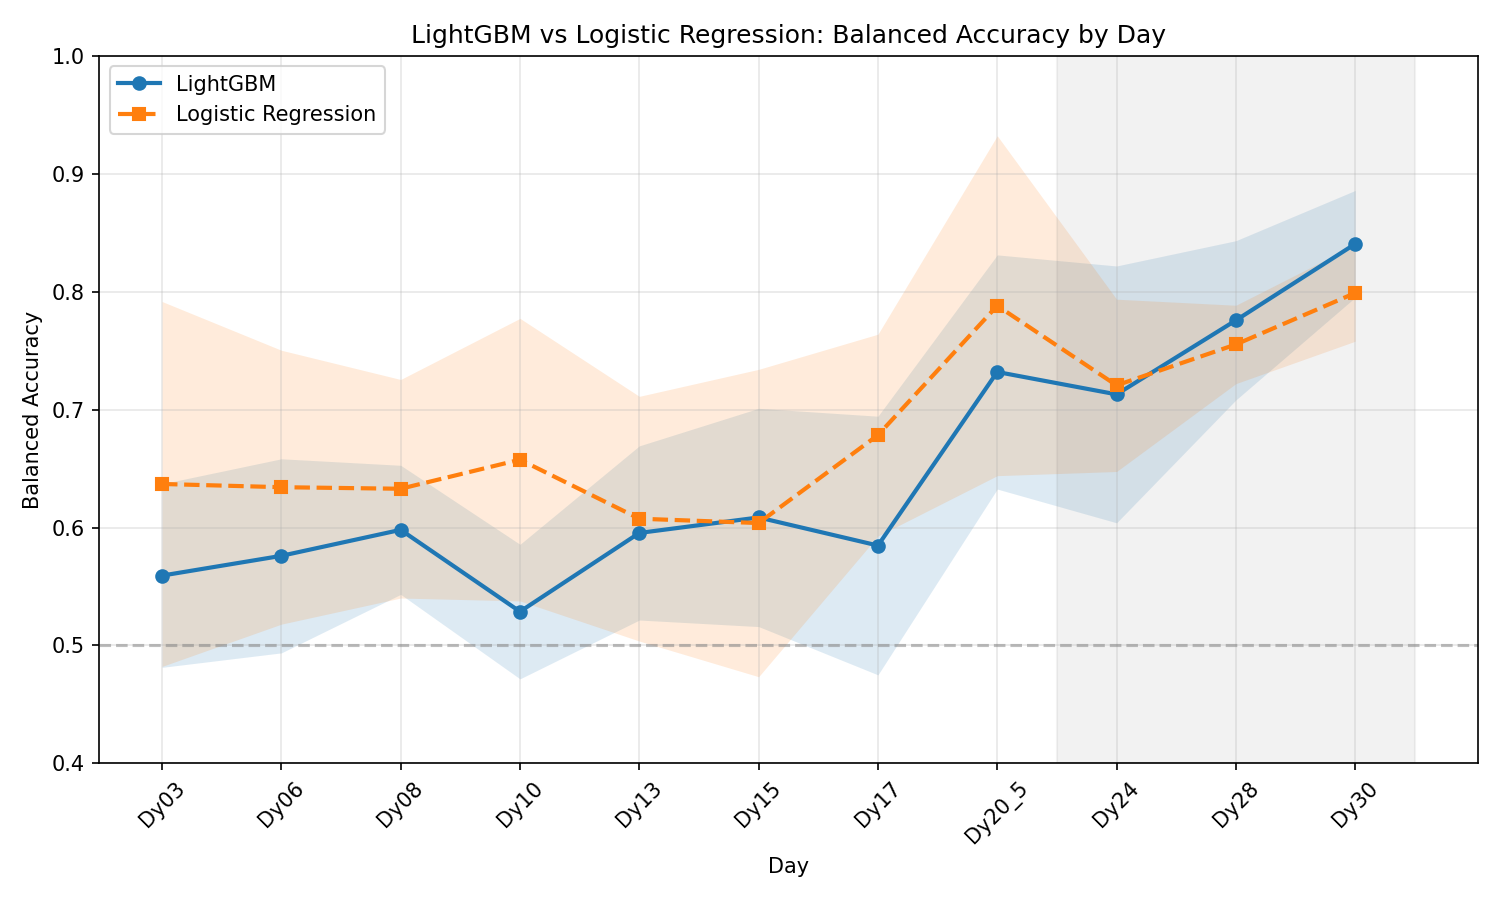 LightGBM vs Logistic Regression: Balanced Accuracy by Day
LightGBM
Logistic Regression
Balanced Accuracy
1.0
0.9
0.8
0.7
0.6
0.5
0.4
Dy03
Dy06
Dy08
Dy10
Dy13
Dy15
Dy17
Dy20_5
Dy24
Dy28
Dy30
Day